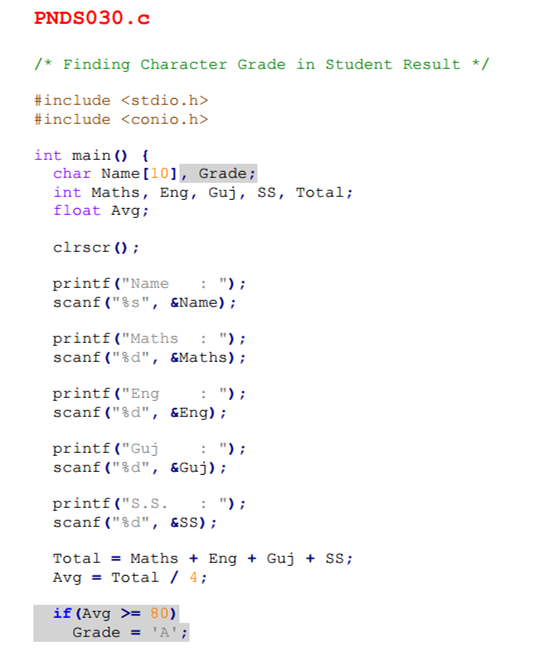 PNDS030.c
/* Finding Character Grade in Student Result */
#include <stdio.h>
#include <conio.h>
int main() {
char Name[10], Grade;
int Maths, Eng, Guj, SS, Total;
float Avg;
clrscr();
printf("Name   : ");
scanf("%s", &Name);
printf("Maths  : ");
scanf("%d", &Maths);
printf("Eng    : ");
scanf("%d", &Eng);
printf("Guj    : ");
scanf("%d", &Guj);
printf("S.S.   : ");
scanf("%d", &SS);
Total = Maths + Eng + Guj + SS;
Avg = Total / 4;
if(Avg >= 80)
Grade = 'A';